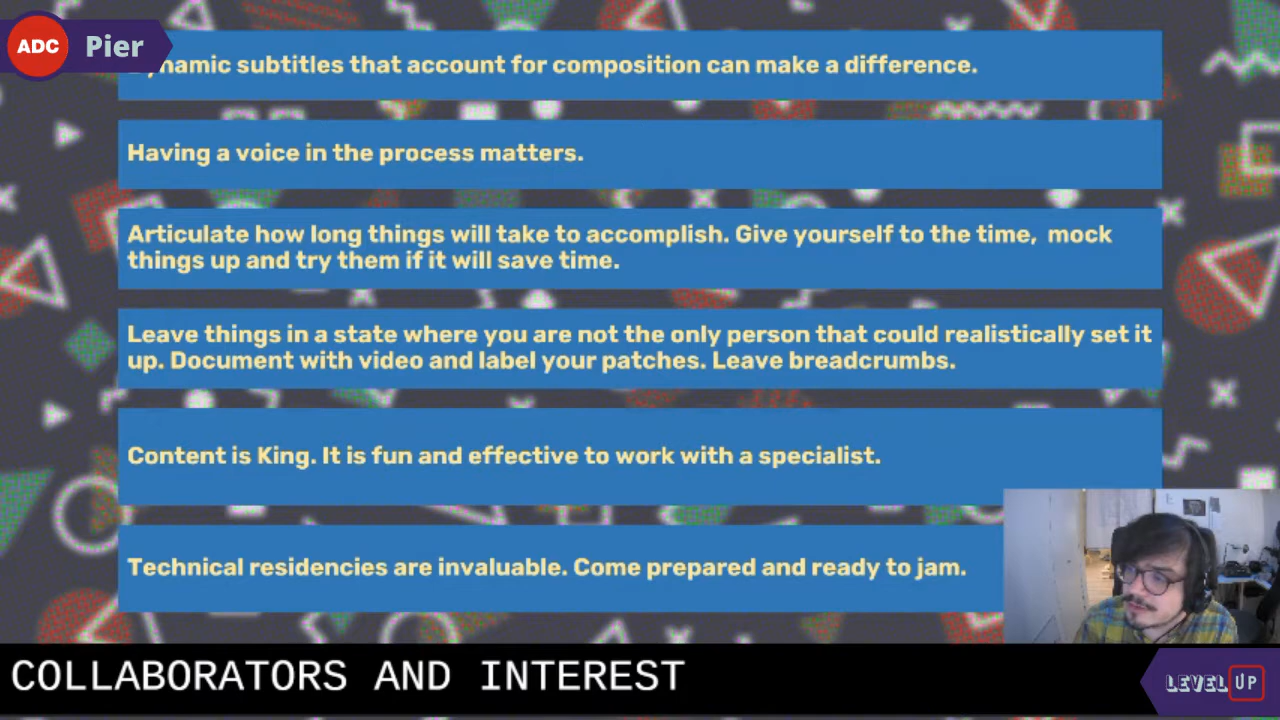 ADC Pier
namic subtitles that account for composition can make a difference.
Having a voice in the process matters.
Articulate how long things will take to accomplish. Give yourself to the time, mock
things up and try them if it will save time.
Leave things in a state where you are not the only person that could realistically set it
up. Document with video and label your patches. Leave breadcrumbs.
Content is King. It is fun and effective to work with a specialist.
Technical residencies are invaluable. Come prepared and ready to jam.
COLLABORATORS AND INTEREST
LEVEL UP